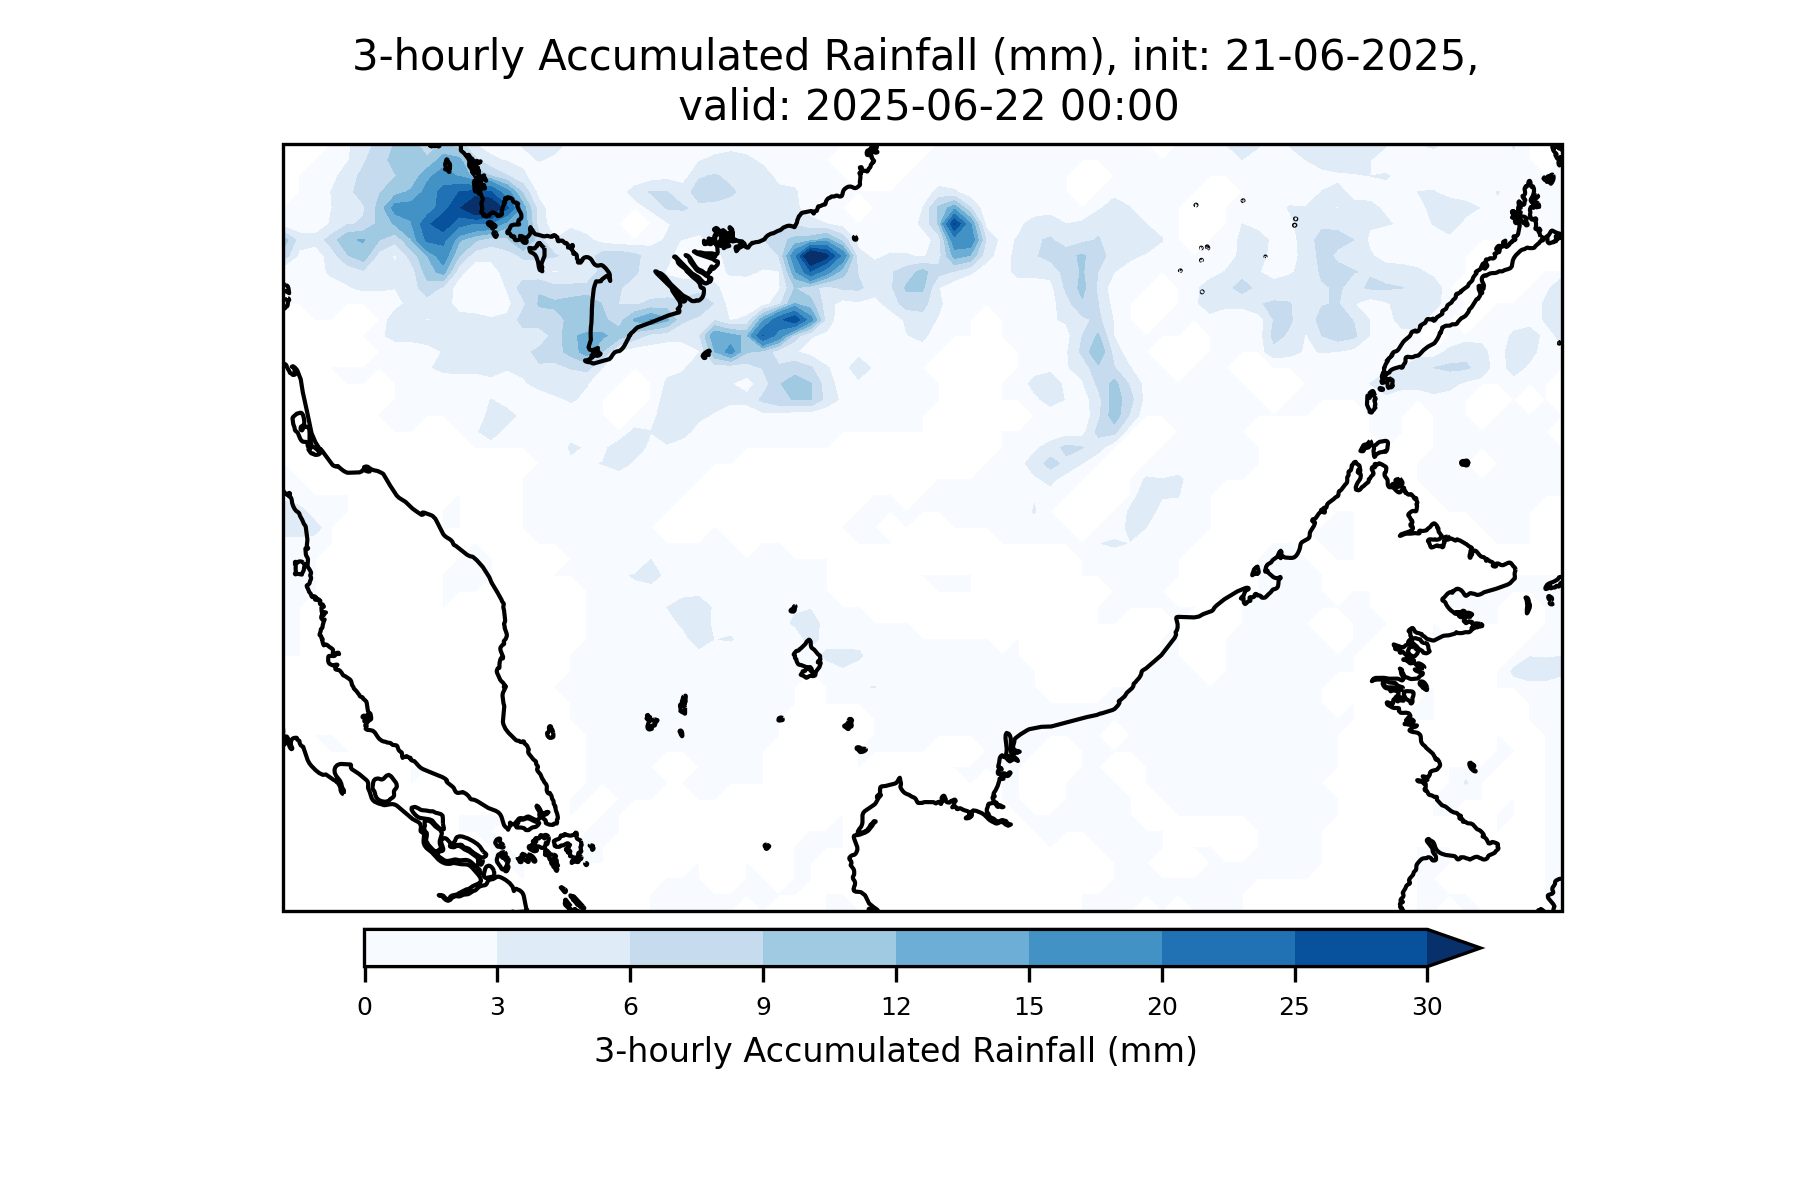 3-hourly Accumulated Rainfall (mm), init: 21-06-2025,
valid: 2025-06-22 00:00
0 3 6 9 12 15 20 25 30
3-hourly Accumulated Rainfall (mm)